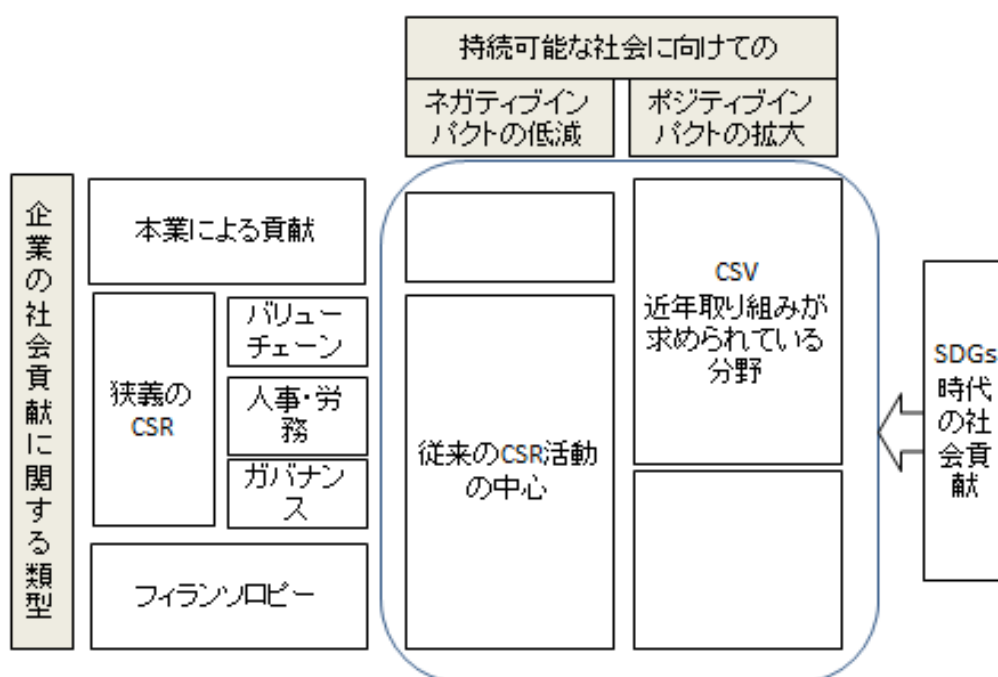 持続可能な社会に向けての
ネガティブイン
パクトの低減
ポジティブイン
パクトの拡大
企業の社会貢献に関する類型
本業による貢献
狭義の
CSR
バリュー
チェーン
人事・労
務
ガバナン
ス
フィランソロピー
従来のCSR活動
の中心
CSV
近年取り組みが
求められている
分野
SDGs
時代
の社
会貢
献